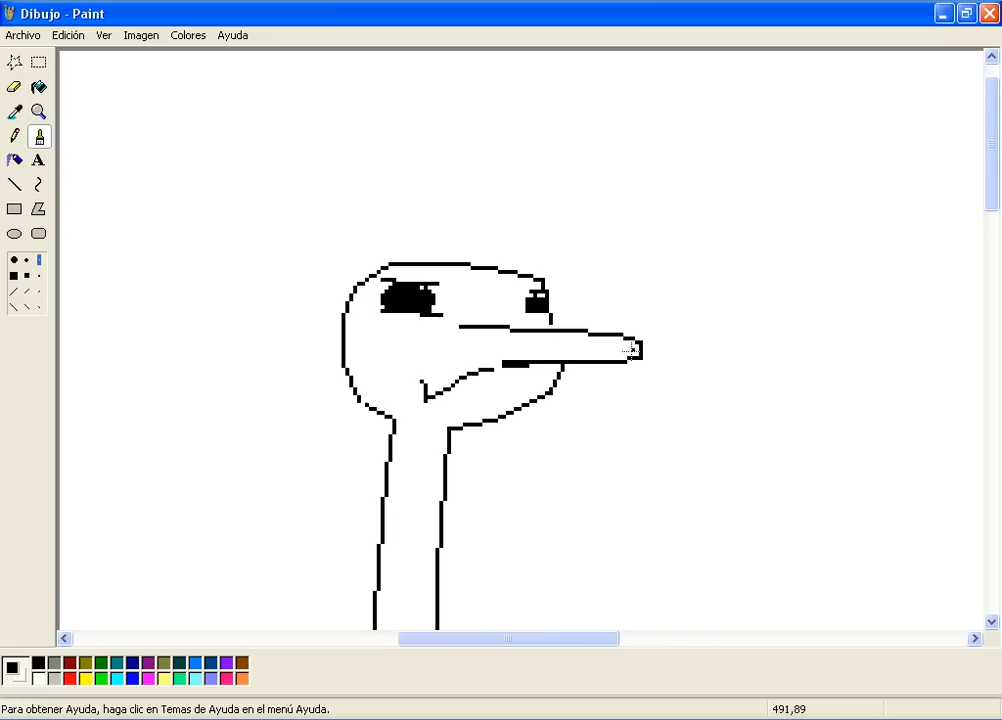 Dibujo - Paint
Archivo Edición Ver Imagen Colores Ayuda
A
Para obtener Ayuda, haga clic en Temas de Ayuda en el menú Ayuda.
491,89